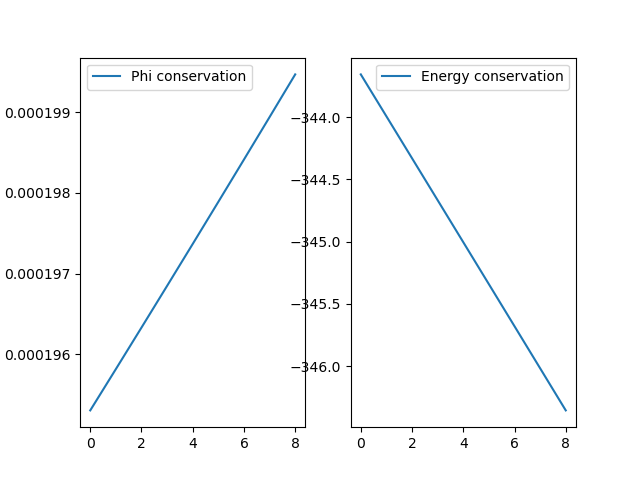 Phi conservation
0.000199
0.000198
0.000197
0.000196
0 2 4 6 8
Energy conservation
−344.0
−344.5
−345.0
−345.5
−346.0
0 2 4 6 8